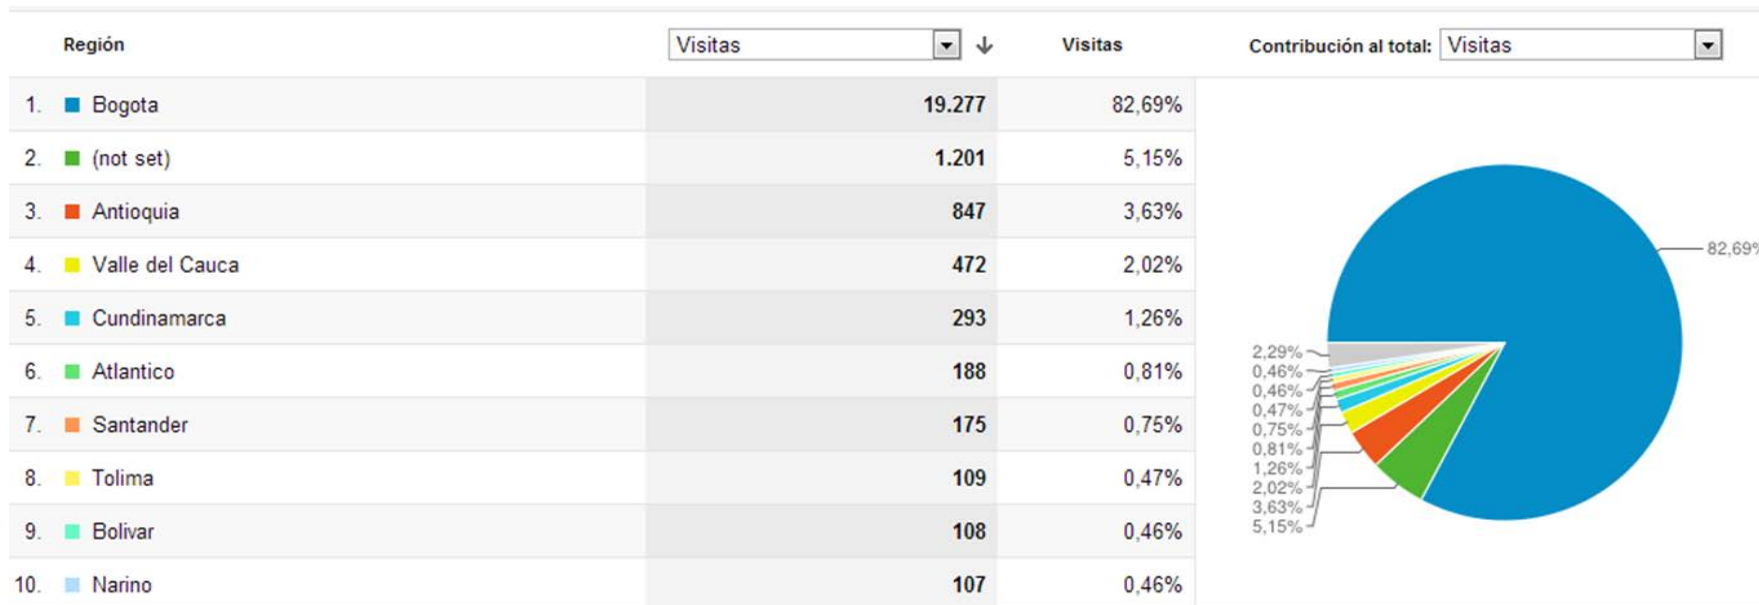 Región Visitas Visitas Contribución al total: Visitas
1. Bogota 19.277 82,69%
2. (not set) 1.201 5,15%
3. Antioquia 847 3,63%
4. Valle del Cauca 472 2,02%
5. Cundinamarca 293 1,26%
6. Atlantico 188 0,81%
7. Santander 175 0,75%
8. Tolima 109 0,47%
9. Bolivar 108 0,46%
10. Narino 107 0,46%
82,69%
2,29%
0,46%
0,46%
0,47%
0,75%
0,81%
1,26%
2,02%
3,63%
5,15%